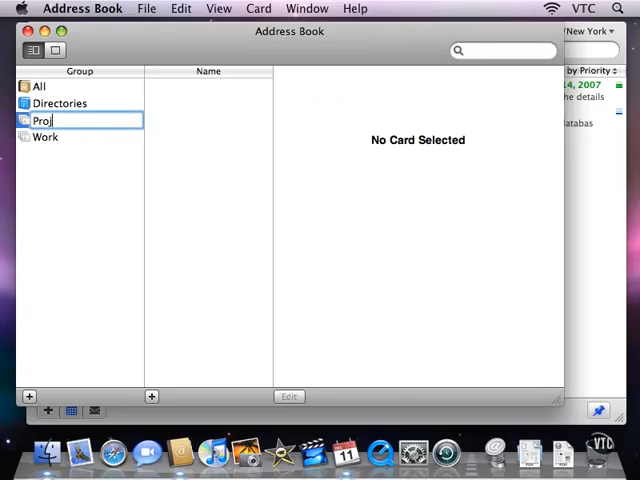 Address Book File Edit View Card Window Help VTC
Address Book
/New York
Group Name
by Priority
All
14, 2007
Directories
he details
Proj
databas
Work
No Card Selected
Edit
11
VTC